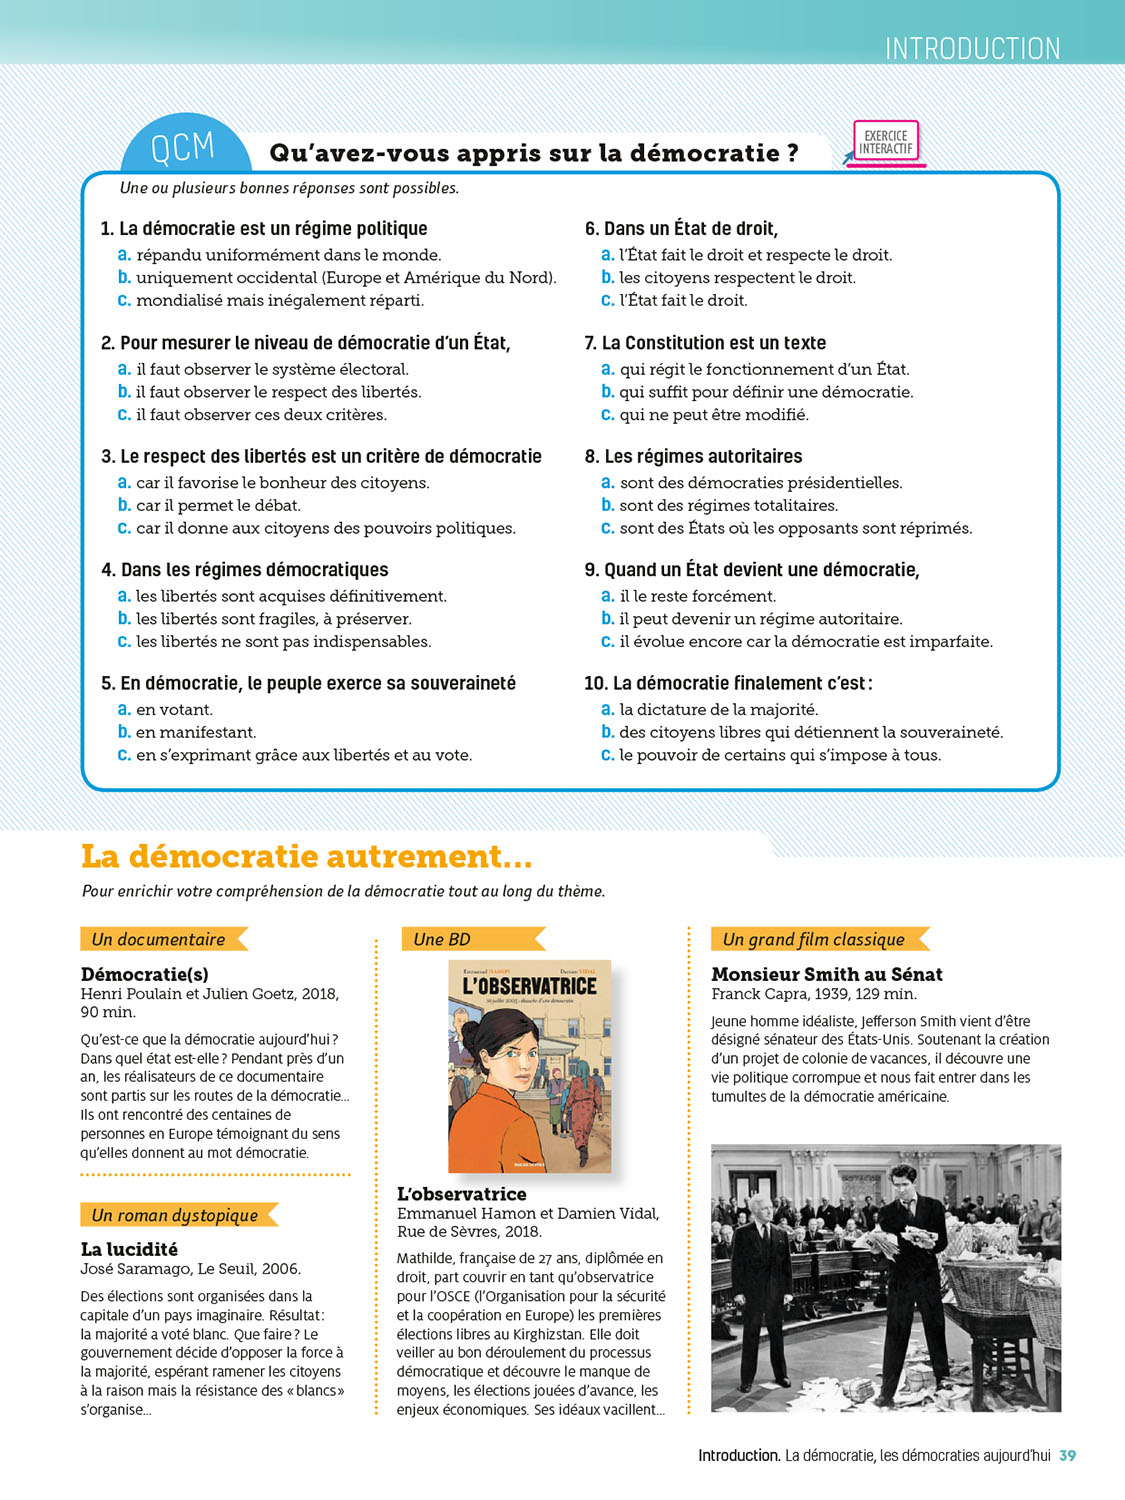 INTRODUCTION
QCM
Qu'avez-vous appris sur la démocratie ?
EXERCICE
INTERACTIF
Une ou plusieurs bonnes réponses sont possibles.
1. La démocratie est un régime politique
a. répandu uniformément dans le monde.
b. uniquement occidental (Europe et Amérique du Nord).
c. mondialisé mais inégalement réparti.
2. Pour mesurer le niveau de démocratie d'un État,
a. il faut observer le système électoral.
b. il faut observer le respect des libertés.
c. il faut observer ces deux critères.
3. Le respect des libertés est un critère de démocratie
a. car il favorise le bonheur des citoyens.
b. car il permet le débat.
c. car il donne aux citoyens des pouvoirs politiques.
4. Dans les régimes démocratiques
a. les libertés sont acquises définitivement.
b. les libertés sont fragiles, à préserver.
c. les libertés ne sont pas indispensables.
5. En démocratie, le peuple exerce sa souveraineté
a. en votant.
b. en manifestant.
c. en s'exprimant grâce aux libertés et au vote.
6. Dans un État de droit,
a. l'État fait le droit et respecte le droit.
b. les citoyens respectent le droit.
c. l'État fait le droit.
7. La Constitution est un texte
a. qui régit le fonctionnement d'un État.
b. qui suffit pour définir une démocratie.
c. qui ne peut être modifié.
8. Les régimes autoritaires
a. sont des démocraties présidentielles.
b. sont des régimes totalitaires.
c. sont des États où les opposants sont réprimés.
9. Quand un État devient une démocratie,
a. il le reste forcément.
b. il peut devenir un régime autoritaire.
c. il évolue encore car la démocratie est imparfaite.
10. La démocratie finalement c'est :
a. la dictature de la majorité.
b. des citoyens libres qui détiennent la souveraineté.
c. le pouvoir de certains qui s'impose à tous.
La démocratie autrement...
Pour enrichir votre compréhension de la démocratie tout au long du thème.
Un documentaire
Démocratie(s)
Henri Poulain et Julien Goetz, 2018,
90 min.
Qu'est-ce que la démocratie aujourd'hui ?
Dans quel état est-elle ? Pendant près d'un
an, les réalisateurs de ce documentaire
sont partis sur les routes de la démocratie...
Ils ont rencontré des centaines de
personnes en Europe témoignant du sens
qu'elles donnent au mot démocratie.
Un roman dystopique
La lucidité
José Saramago, Le Seuil, 2006.
Des élections sont organisées dans la
capitale d'un pays imaginaire. Résultat :
la majorité a voté blanc. Que faire ? Le
gouvernement décide d'opposer la force à
la majorité, espérant ramener les citoyens
à la raison mais la résistance des « blancs »
s'organise...
Une BD
Emmanuel HAMON Damien VIDAL
L'OBSERVATRICE
10 juillet 2005 : ébauche d'une démocratie
RUE DE SÈVRES
L'observatrice
Emmanuel Hamon et Damien Vidal,
Rue de Sèvres, 2018.
Mathilde, française de 27 ans, diplômée en
droit, part couvrir en tant qu'observatrice
pour l'OSCE (l'Organisation pour la sécurité
et la coopération en Europe) les premières
élections libres au Kirghizstan. Elle doit
veiller au bon déroulement du processus
démocratique et découvre le manque de
moyens, les élections jouées d'avance, les
enjeux économiques. Ses idéaux vacillent...
Un grand film classique
Monsieur Smith au Sénat
Franck Capra, 1939, 129 min.
Jeune homme idéaliste, Jefferson Smith vient d'être
désigné sénateur des États-Unis. Soutenant la création
d'un projet de colonie de vacances, il découvre une
vie politique corrompue et nous fait entrer dans les
tumultes de la démocratie américaine.
Introduction. La démocratie, les démocraties aujourd'hui 39